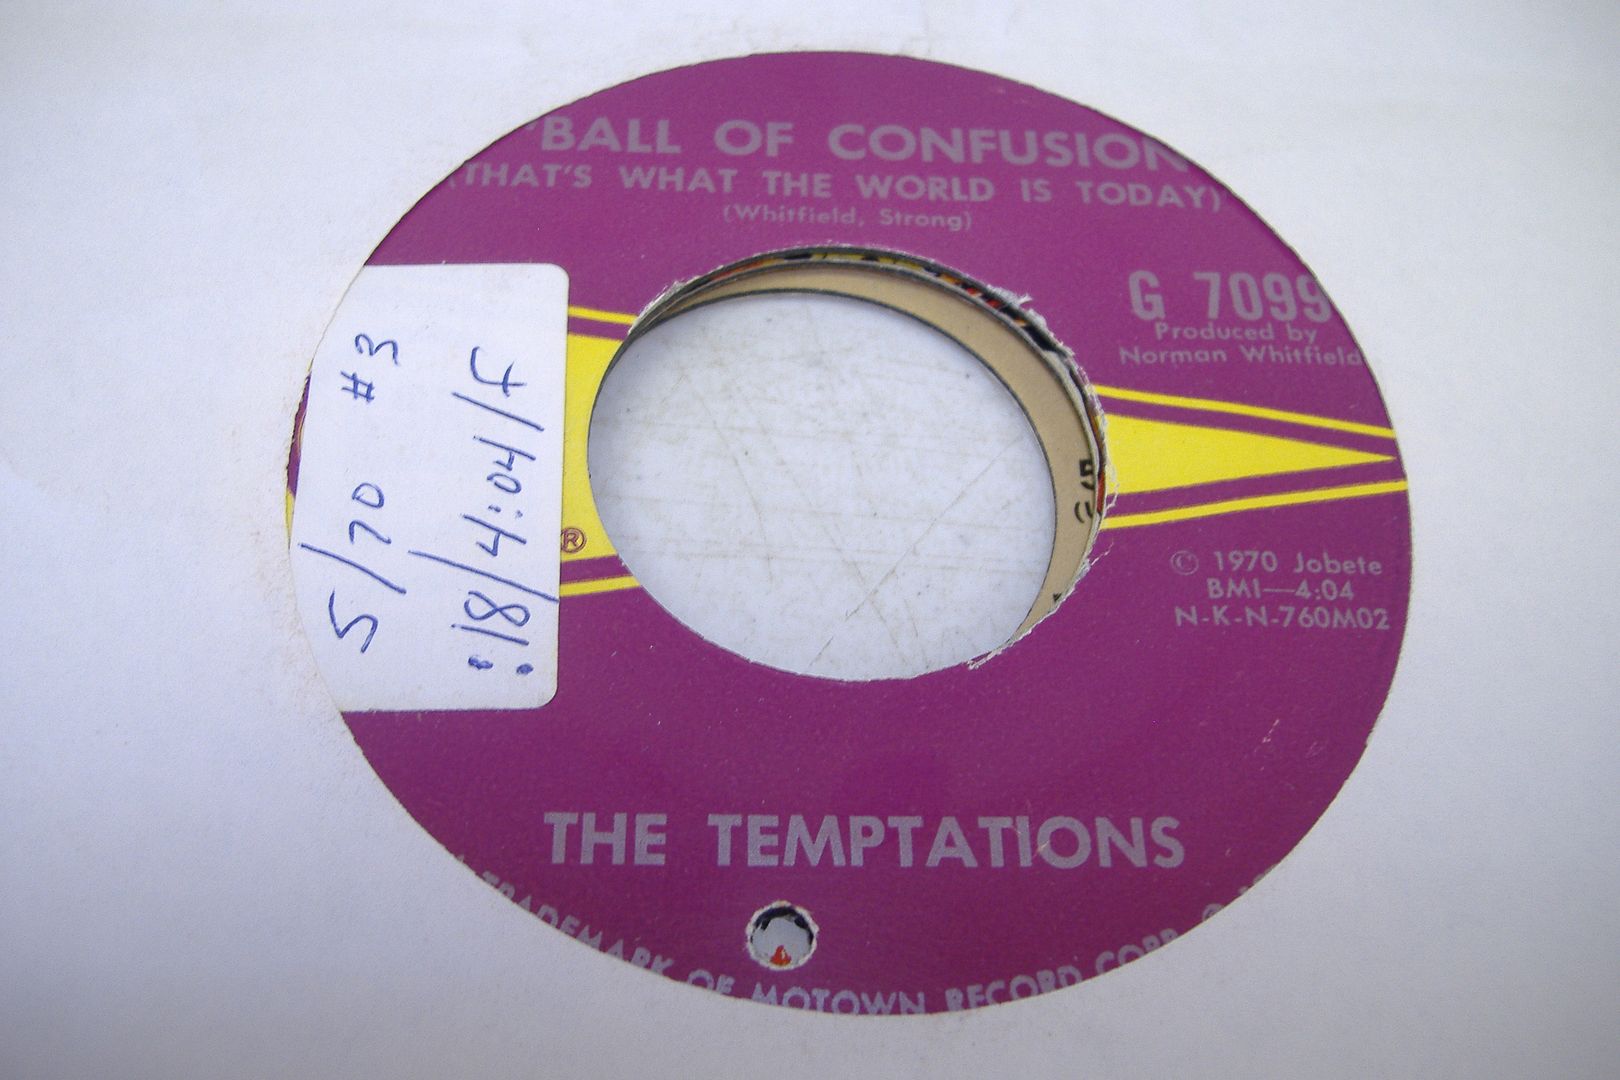 "BALL OF CONFUSION
(THAT'S WHAT THE WORLD IS TODAY)
(Whitfield, Strong)
G 7099
Produced by
Norman Whitfield
5/70 #3
:18/4:04/F
®
© 1970 Jobete
BMI—4:04
N-K-N-760M02
THE TEMPTATIONS
TRADEMARK OF MOTOWN RECORD CORP.